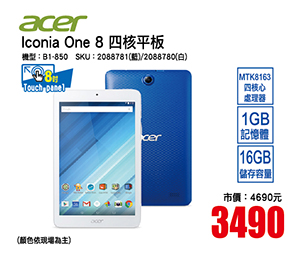 acer
Iconia One 8 四核平板
機型：B1-850 SKU：2088781(藍)/2088780(白)
8吋
Touch panel
MTK8163
四核心
處理器
1GB
記憶體
16GB
儲存容量
acer
acer
市價：4690元
3490
(顏色依現場為主)